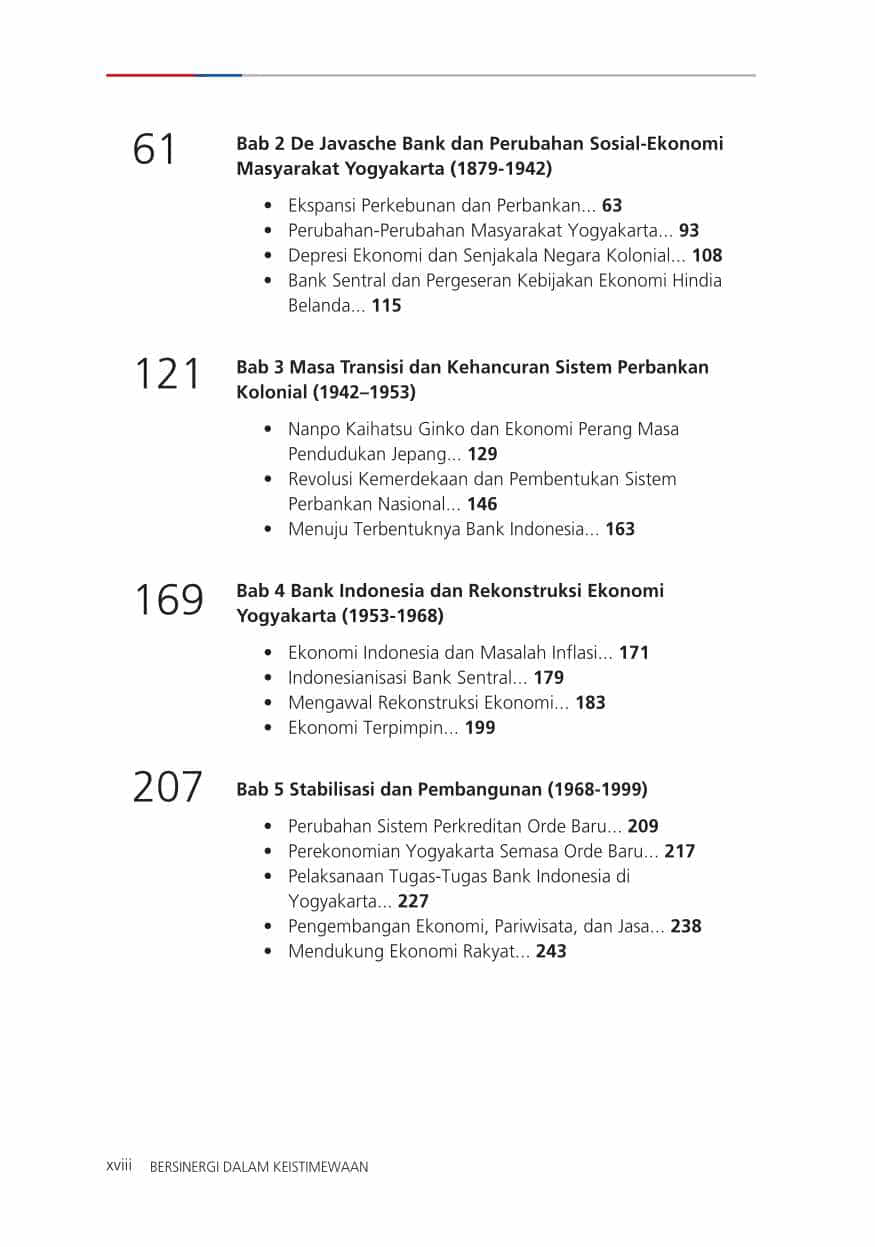 61
Bab 2 De Javasche Bank dan Perubahan Sosial-Ekonomi
Masyarakat Yogyakarta (1879-1942)
• Ekspansi Perkebunan dan Perbankan... 63
• Perubahan-Perubahan Masyarakat Yogyakarta... 93
• Depresi Ekonomi dan Senjakala Negara Kolonial... 108
• Bank Sentral dan Pergeseran Kebijakan Ekonomi Hindia
Belanda... 115
121
Bab 3 Masa Transisi dan Kehancuran Sistem Perbankan
Kolonial (1942–1953)
• Nanpo Kaihatsu Ginko dan Ekonomi Perang Masa
Pendudukan Jepang... 129
• Revolusi Kemerdekaan dan Pembentukan Sistem
Perbankan Nasional... 146
• Menuju Terbentuknya Bank Indonesia... 163
169
Bab 4 Bank Indonesia dan Rekonstruksi Ekonomi
Yogyakarta (1953-1968)
• Ekonomi Indonesia dan Masalah Inflasi... 171
• Indonesianisasi Bank Sentral... 179
• Mengawal Rekonstruksi Ekonomi... 183
• Ekonomi Terpimpin... 199
207
Bab 5 Stabilisasi dan Pembangunan (1968-1999)
• Perubahan Sistem Perkreditan Orde Baru... 209
• Perekonomian Yogyakarta Semasa Orde Baru... 217
• Pelaksanaan Tugas-Tugas Bank Indonesia di
Yogyakarta... 227
• Pengembangan Ekonomi, Pariwisata, dan Jasa... 238
• Mendukung Ekonomi Rakyat... 243
xviii BERSINERGI DALAM KEISTIMEWAAN